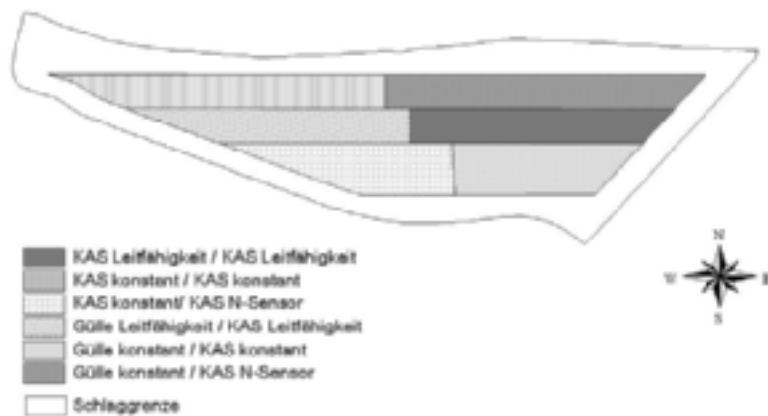 KAS Leitfähigkeit / KAS Leitfähigkeit
KAS konstant / KAS konstant
KAS konstant/ KAS N-Sensor
Gülle Leitfähigkeit / KAS Leitfähigkeit
Gülle konstant / KAS konstant
Gülle konstant / KAS N-Sensor
Schlaggrenze
N
W
E
S